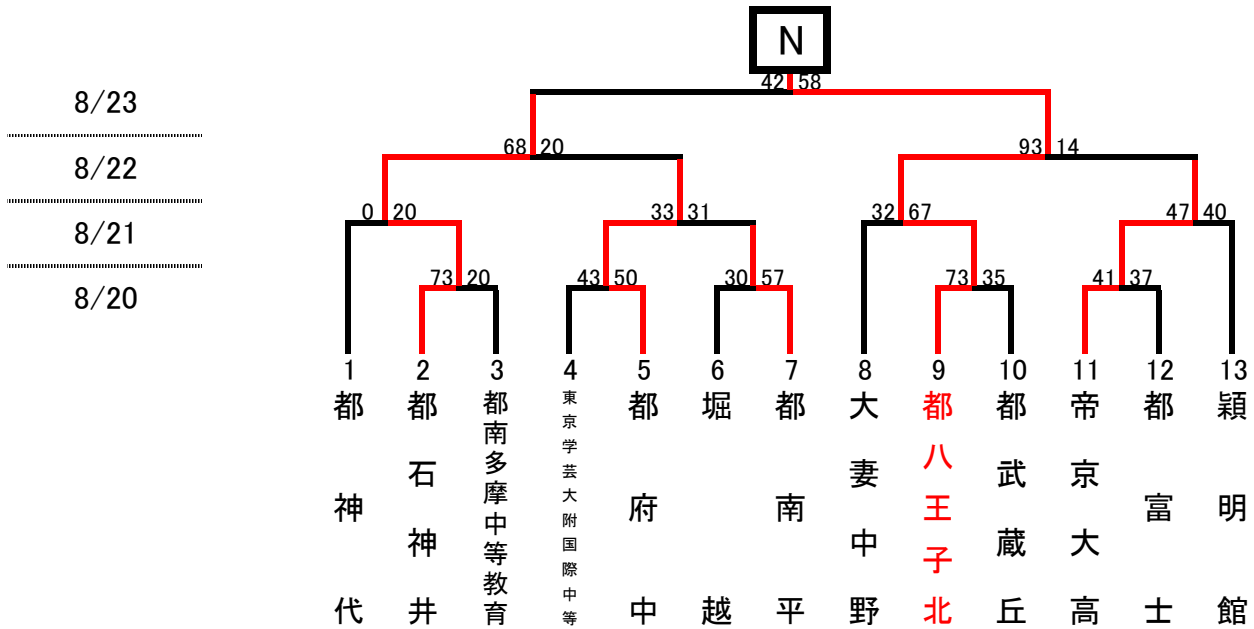 N
42 58
8/23
68 20 93 14
8/22
0 20 33 31 32 67 47 40
8/21
73 20 43 50 30 57 73 35 41 37
8/20
1 2 3 4 5 6 7 8 9 10 11 12 13
都神代
都石神井
都南多摩中等教育
東京学芸大附国際中等
都府中
堀越
都南平
大妻中野
都八王子北
都武蔵丘
帝京大高
都富士
穎明館